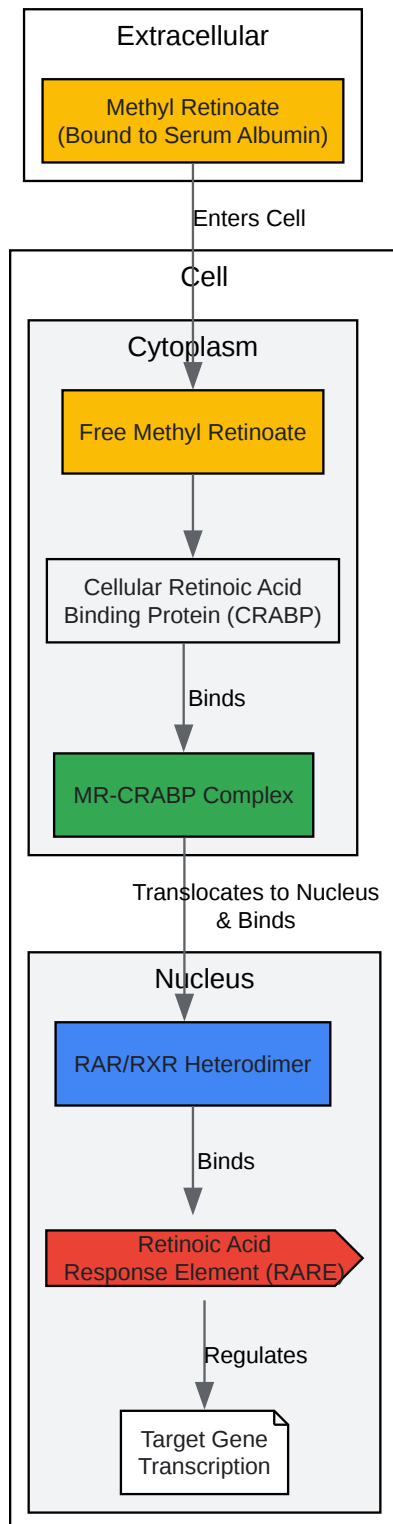 Extracellular
Methyl Retinoate
(Bound to Serum Albumin)
Enters Cell
Cell
Cytoplasm
Free Methyl Retinoate
Cellular Retinoic Acid
Binding Protein (CRABP)
Binds
MR-CRABP Complex
Translocates to Nucleus
& Binds
Nucleus
RAR/RXR Heterodimer
Binds
Retinoic Acid
Response Element (RARE)
Regulates
Target Gene
Transcription